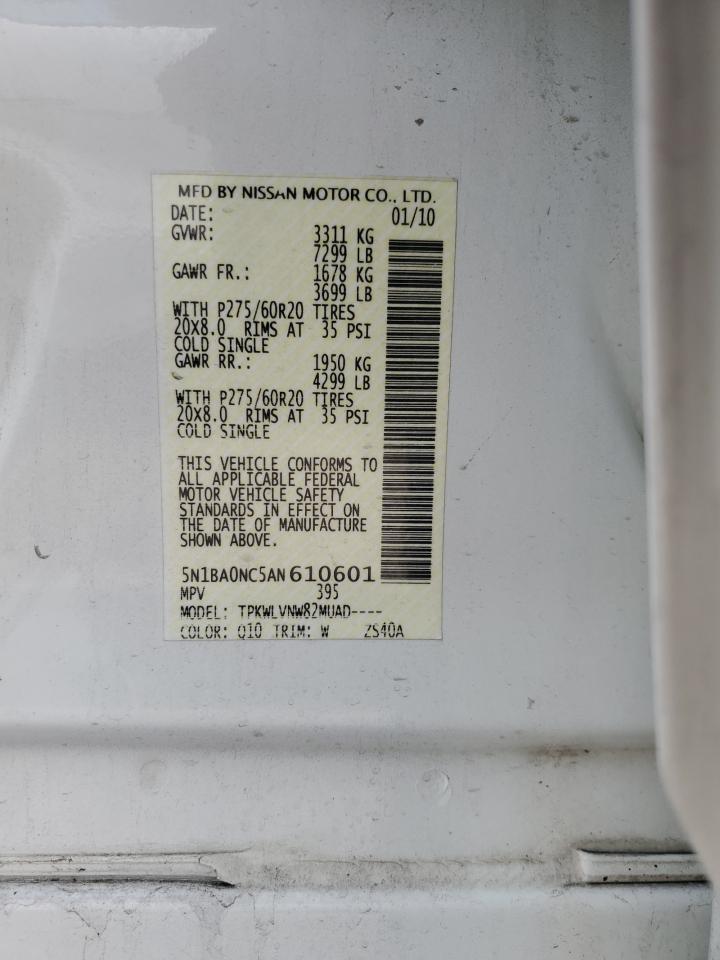 MFD BY NISSAN MOTOR CO., LTD.
DATE: 01/10
GVWR: 3311 KG
7299 LB
GAWR FR.: 1678 KG
3699 LB
WITH P275/60R20 TIRES
20X8.0 RIMS AT 35 PSI
COLD SINGLE
GAWR RR.: 1950 KG
4299 LB
WITH P275/60R20 TIRES
20X8.0 RIMS AT 35 PSI
COLD SINGLE
THIS VEHICLE CONFORMS TO
ALL APPLICABLE FEDERAL
MOTOR VEHICLE SAFETY
STANDARDS IN EFFECT ON
THE DATE OF MANUFACTURE
SHOWN ABOVE.
5N1BA0NC5AN610601
MPV 395
MODEL: TPKWLVNW82MUAD----
COLOR: Q10 TRIM: W ZS40A